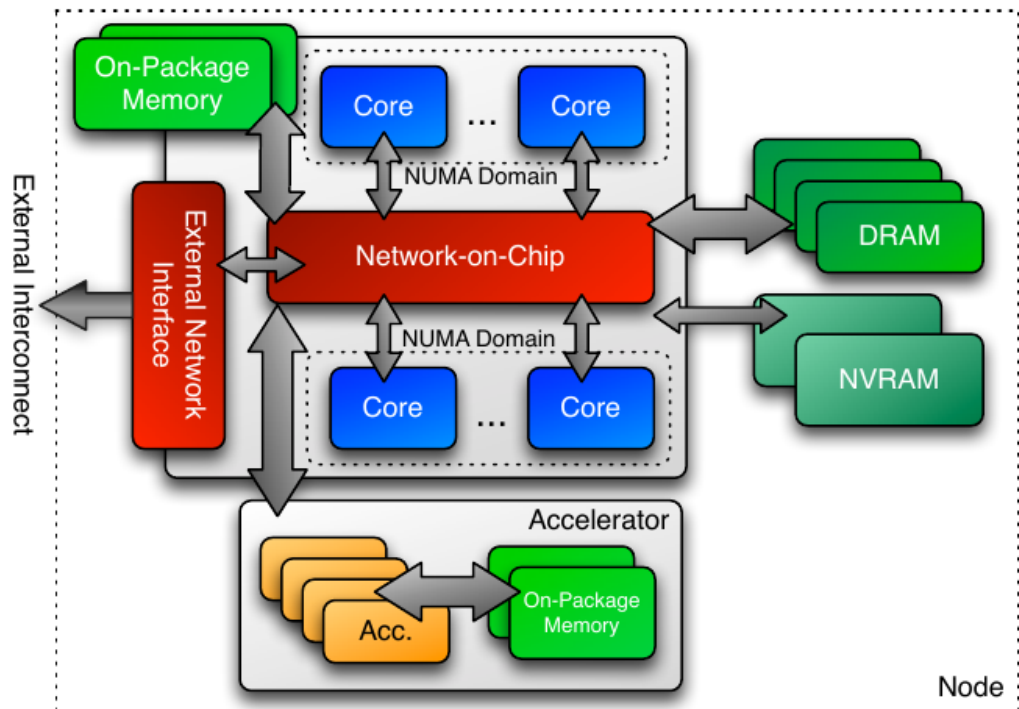 On-Package
Memory
Core
...
Core
NUMA Domain
External Interconnect
External Network
Interface
Network-on-Chip
DRAM
NUMA Domain
NVRAM
Core
...
Core
Accelerator
Acc.
On-Package
Memory
Node